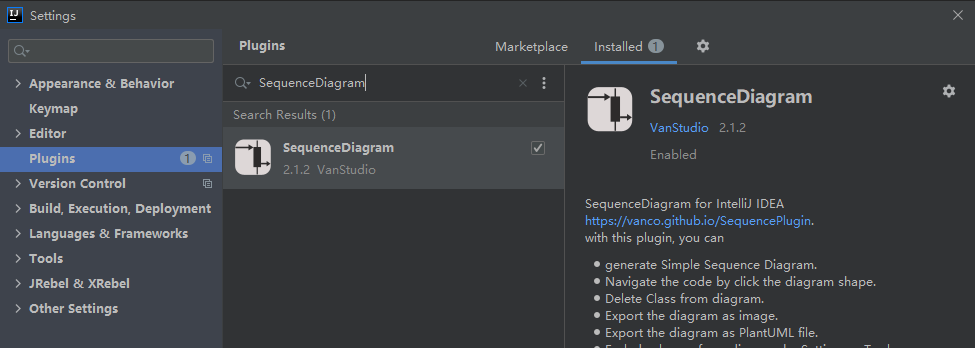 IJ
Settings
Plugins
Marketplace
Installed 1
SequenceDiagram
Search Results (1)
SequenceDiagram
2.1.2 VanStudio
Appearance & Behavior
Keymap
Editor
Plugins 1
Version Control
Build, Execution, Deployment
Languages & Frameworks
Tools
JRebel & XRebel
Other Settings
SequenceDiagram
VanStudio 2.1.2
Enabled
SequenceDiagram for IntelliJ IDEA
https://vanco.github.io/SequencePlugin.
with this plugin, you can
generate Simple Sequence Diagram.
Navigate the code by click the diagram shape.
Delete Class from diagram.
Export the diagram as image.
Export the diagram as PlantUML file.